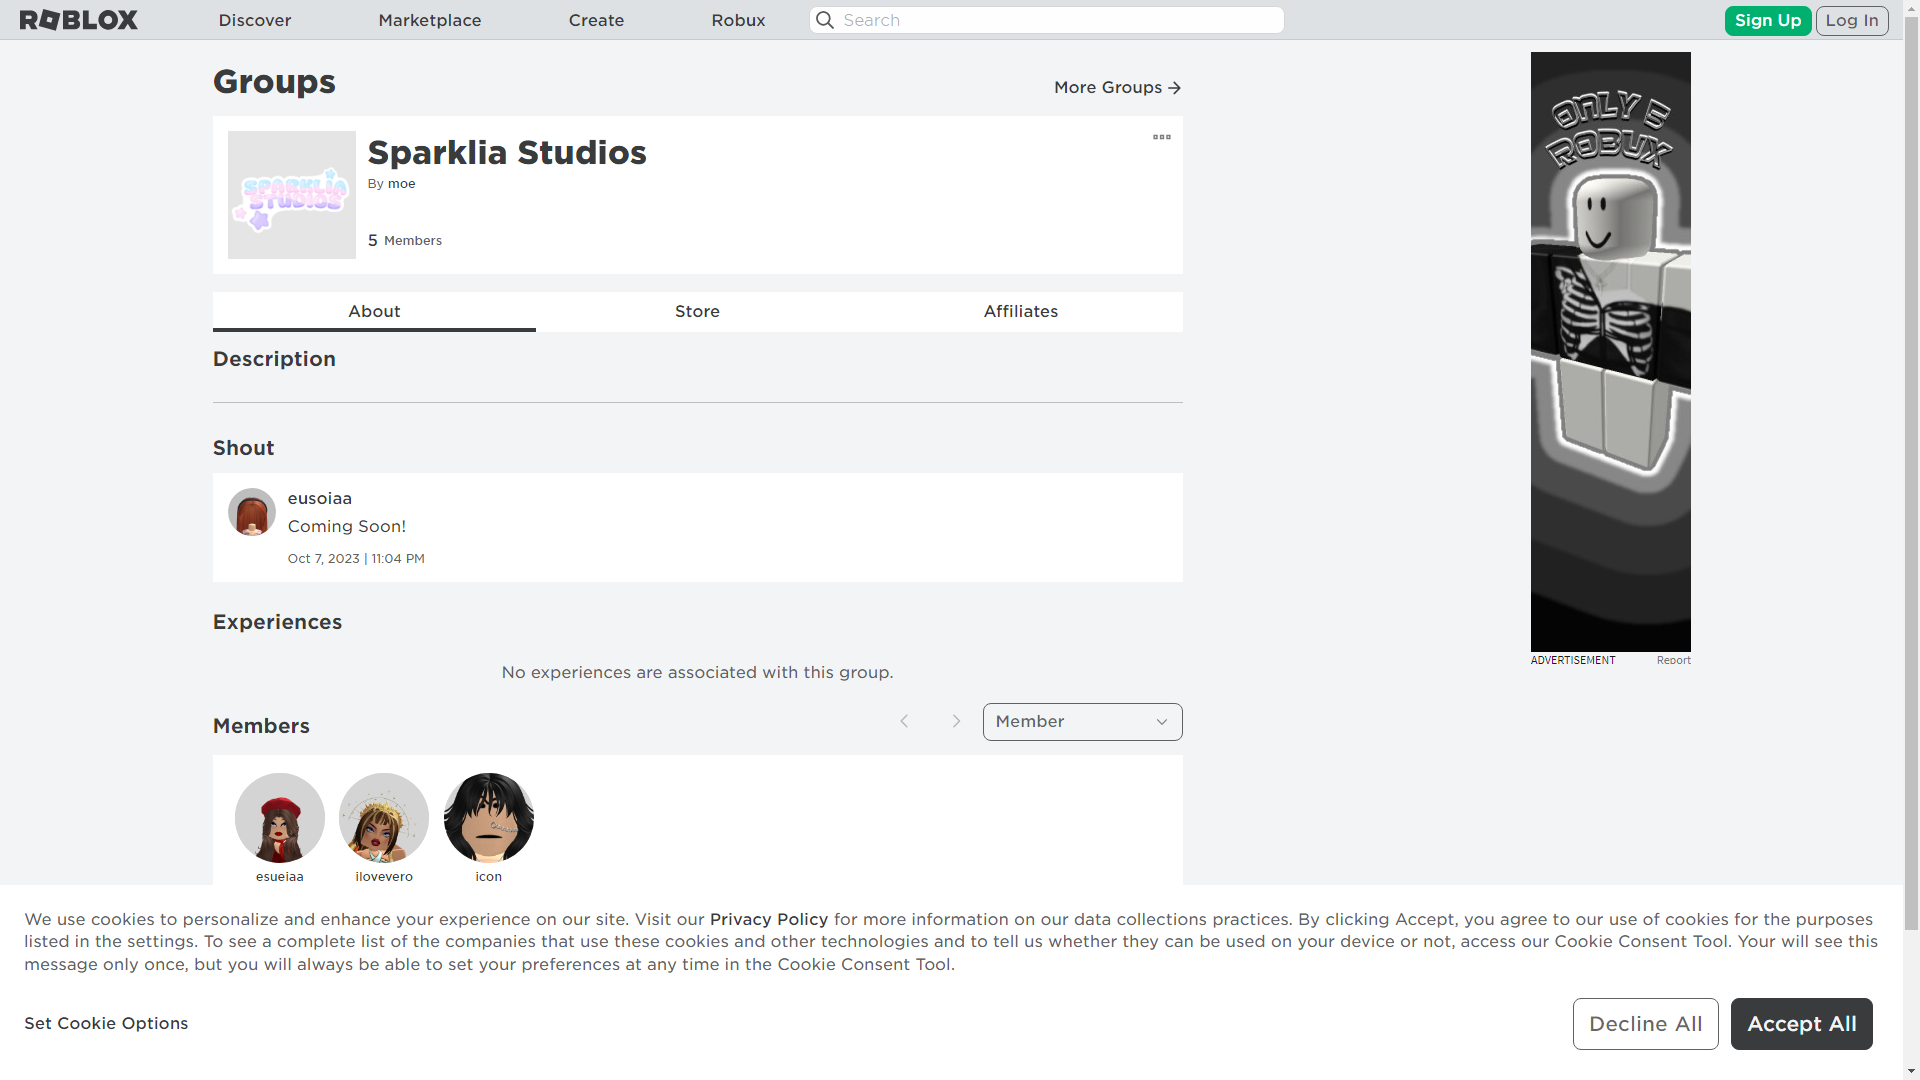 ROBLOX
Discover
Marketplace
Create
Robux
Search
Sign Up
Log In
Groups
More Groups
SPARKLIA
STUDIOS
Sparklia Studios
By moe
5 Members
About
Store
Affiliates
Description
Shout
eusoiaa
Coming Soon!
Oct 7, 2023 | 11:04 PM
Experiences
No experiences are associated with this group.
Members
Member
esueiaa
ilovevero
icon
ONLY 5
ROBUX
ADVERTISEMENT
Report
We use cookies to personalize and enhance your experience on our site. Visit our Privacy Policy for more information on our data collections practices. By clicking Accept, you agree to our use of cookies for the purposes
listed in the settings. To see a complete list of the companies that use these cookies and other technologies and to tell us whether they can be used on your device or not, access our Cookie Consent Tool. Your will see this
message only once, but you will always be able to set your preferences at any time in the Cookie Consent Tool.
Set Cookie Options
Decline All
Accept All